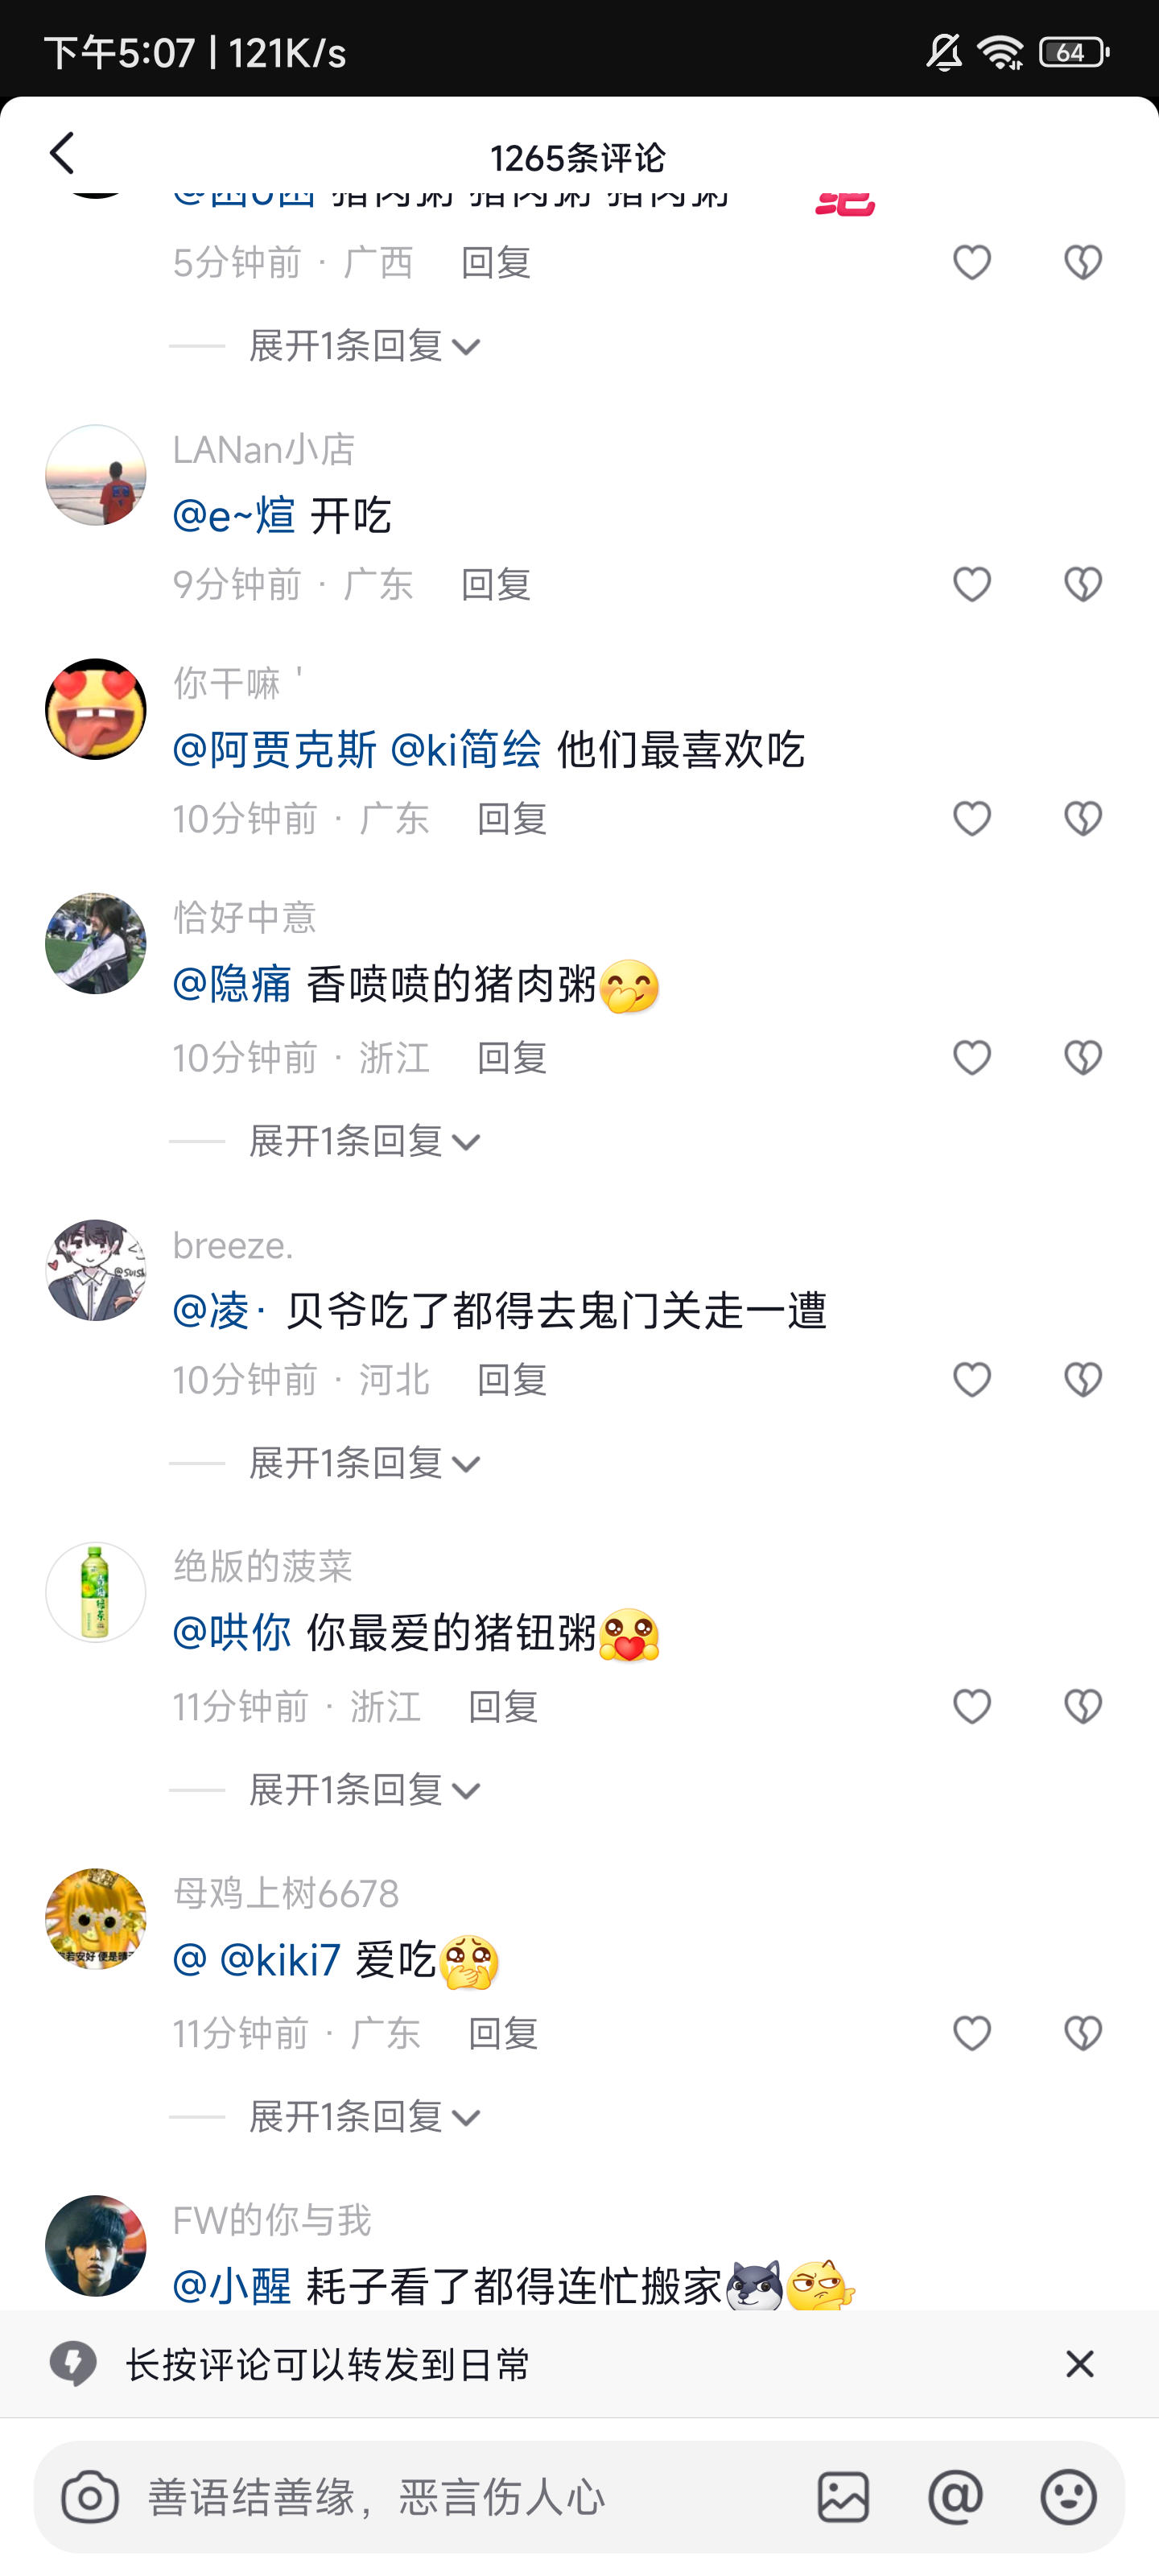 下午5:07 | 121K/s
64
1265条评论
猪肉粥 猪肉粥 猪肉粥
5分钟前 · 广西 回复
展开1条回复
LANan小店
@e~煊 开吃
9分钟前 · 广东 回复
你干嘛 '
@阿贾克斯 @ki简绘 他们最喜欢吃
10分钟前 · 广东 回复
恰好中意
@隐痛 香喷喷的猪肉粥
10分钟前 · 浙江 回复
展开1条回复
breeze.
@凌· 贝爷吃了都得去鬼门关走一遭
10分钟前 · 河北 回复
展开1条回复
绝版的菠菜
@哄你 你最爱的猪钮粥
11分钟前 · 浙江 回复
展开1条回复
母鸡上树6678
@ @kiki7 爱吃
11分钟前 · 广东 回复
展开1条回复
FW的你与我
@小醒 耗子看了都得连忙搬家
长按评论可以转发到日常
善语结善缘，恶言伤人心